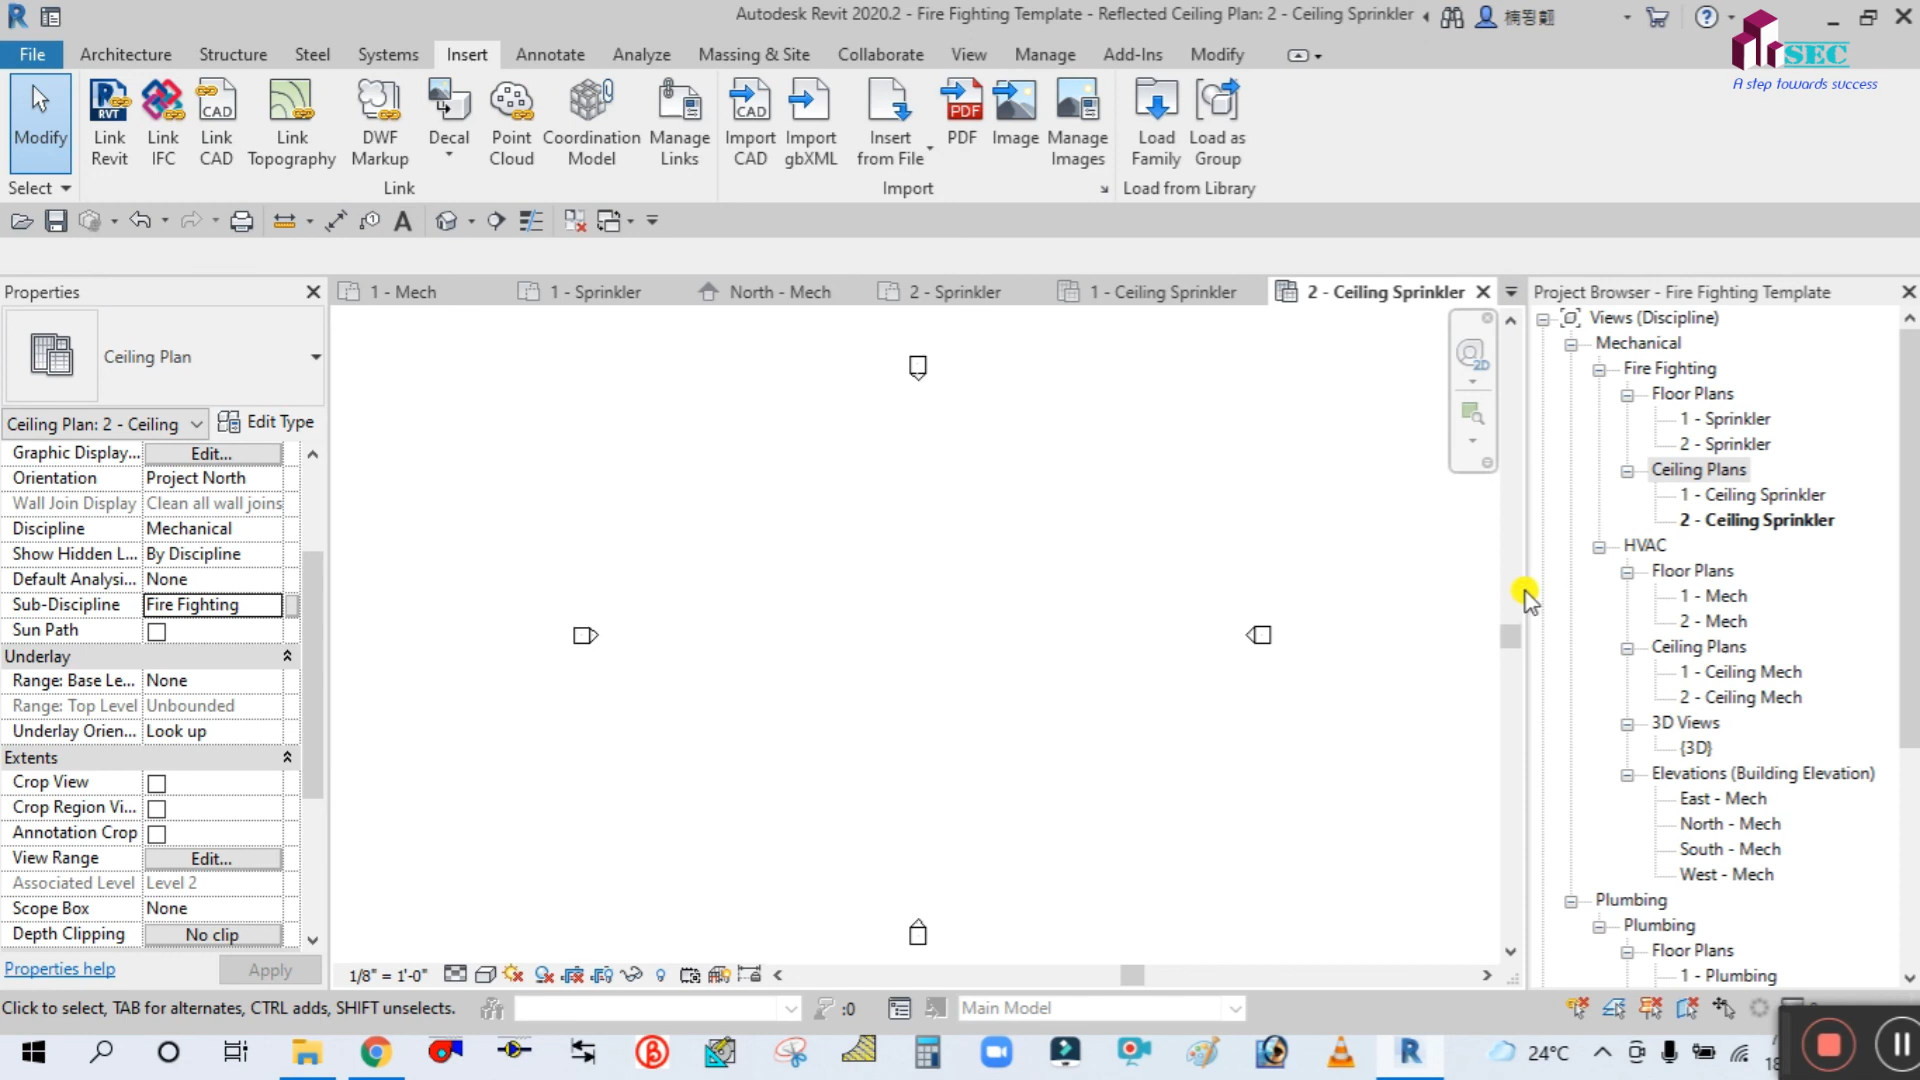 Autodesk Revit 2020.2 - Fire Fighting Template - Reflected Ceiling Plan: 2 - Ceiling Sprinkler
SEC
A step towards success
File Architecture Structure Steel Systems Insert Annotate Analyze Massing & Site Collaborate View Manage Add-Ins Modify
Modify
Link Revit
Link IFC
Link CAD
Link Topography
DWF Markup
Decal
Point Cloud
Coordination Model
Manage Links
Import CAD
Import gbXML
Insert from File
PDF
Image
Manage Images
Load Family
Load as Group
Select
Link
Import
Load from Library
Properties
1 - Mech
1 - Sprinkler
North - Mech
2 - Sprinkler
1 - Ceiling Sprinkler
2 - Ceiling Sprinkler
Project Browser - Fire Fighting Template
Ceiling Plan
Ceiling Plan: 2 - Ceiling
Edit Type
Graphic Display... Edit...
Orientation Project North
Wall Join Display Clean all wall joins
Discipline Mechanical
Show Hidden L... By Discipline
Default Analysi... None
Sub-Discipline Fire Fighting
Sun Path
Underlay
Range: Base Le... None
Range: Top Level Unbounded
Underlay Orien... Look up
Extents
Crop View
Crop Region Vi...
Annotation Crop
View Range Edit...
Associated Level Level 2
Scope Box None
Depth Clipping No clip
Properties help
Apply
2D
Views (Discipline)
Mechanical
Fire Fighting
Floor Plans
1 - Sprinkler
2 - Sprinkler
Ceiling Plans
1 - Ceiling Sprinkler
2 - Ceiling Sprinkler
HVAC
Floor Plans
1 - Mech
2 - Mech
Ceiling Plans
1 - Ceiling Mech
2 - Ceiling Mech
3D Views
{3D}
Elevations (Building Elevation)
East - Mech
North - Mech
South - Mech
West - Mech
Plumbing
Plumbing
Floor Plans
1 - Plumbing
1/8" = 1'-0"
Click to select, TAB for alternates, CTRL adds, SHIFT unselects.
:0
Main Model
24°C